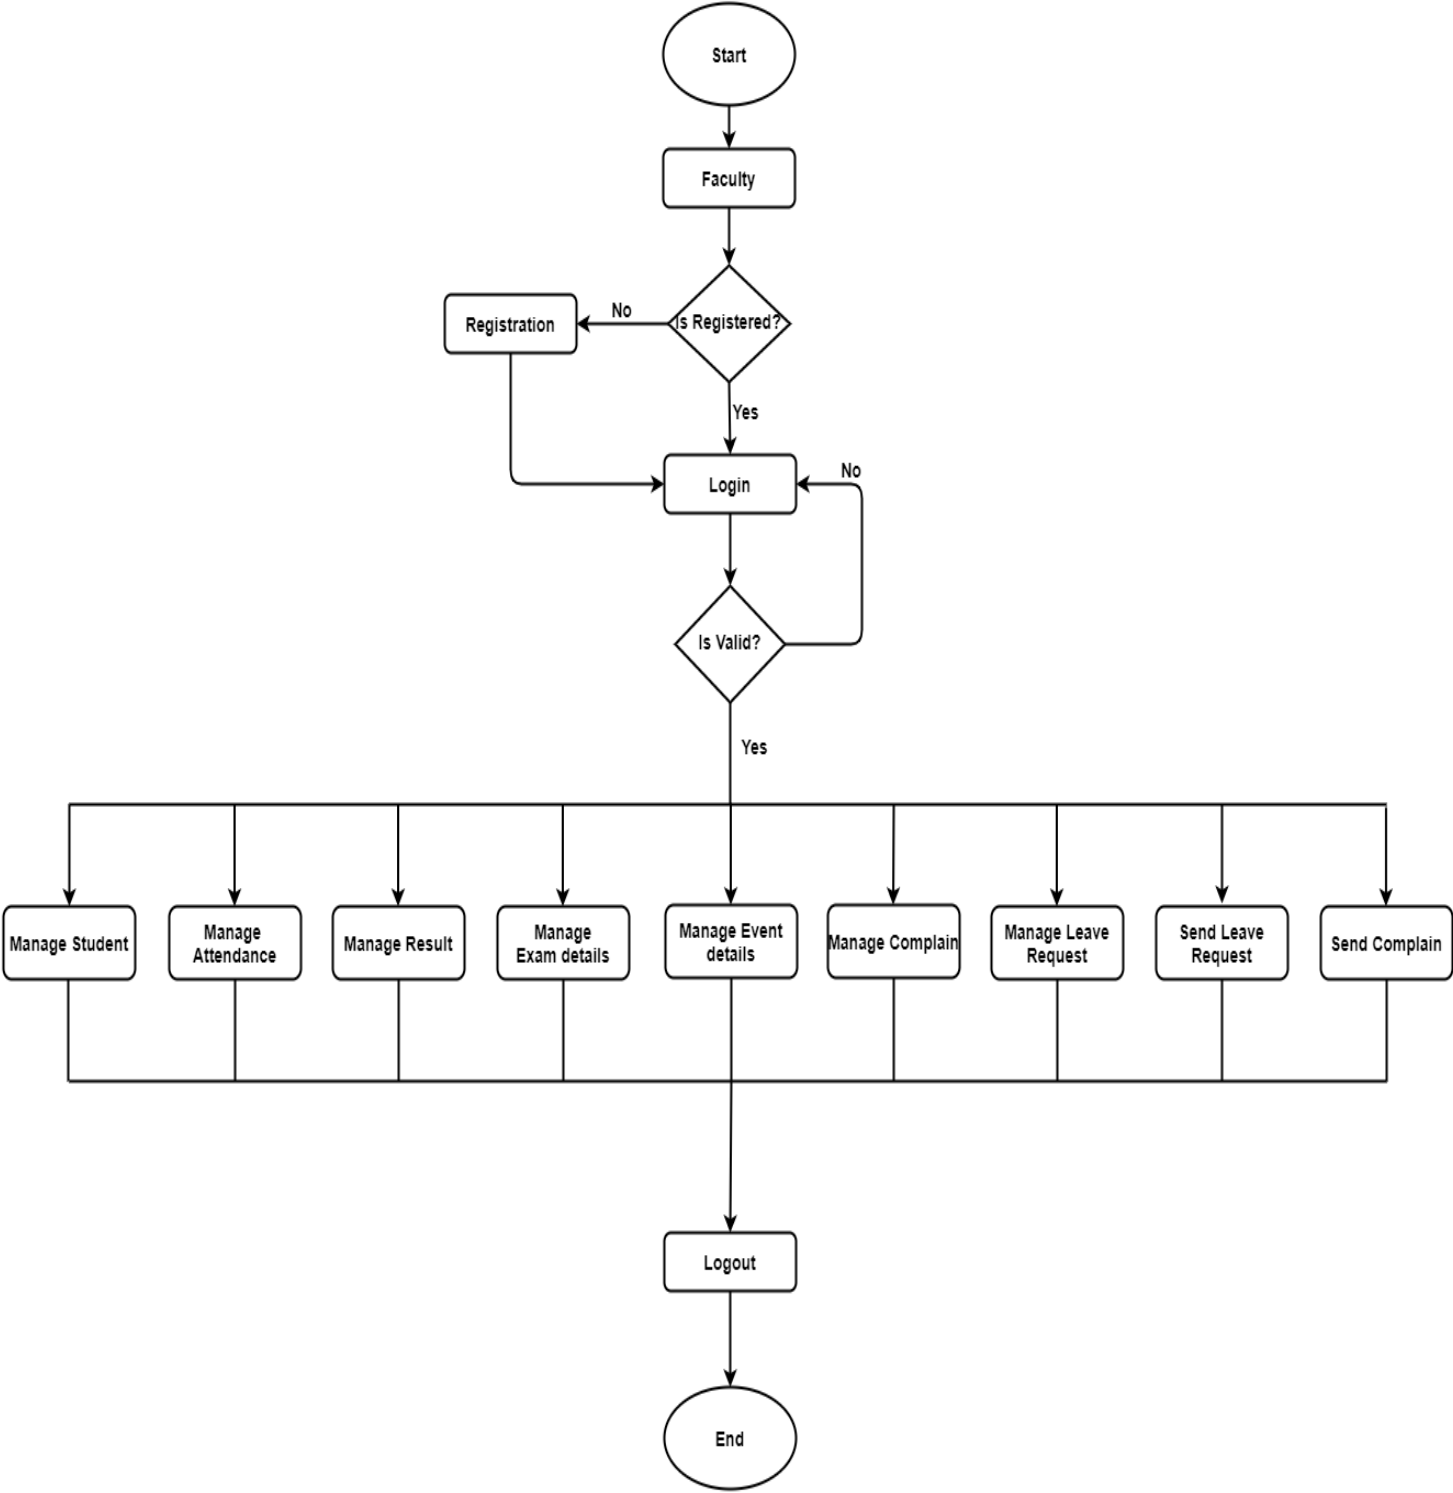 Start
Faculty
Is Registered?
No
Registration
Yes
Login
No
Is Valid?
Yes
Manage Student
Manage
Attendance
Manage Result
Manage
Exam details
Manage Event
details
Manage Complain
Manage Leave
Request
Send Leave
Request
Send Complain
Logout
End